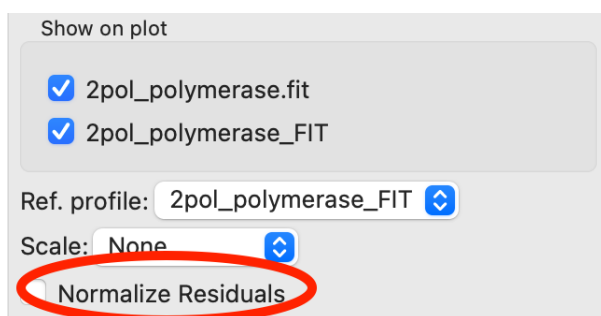 Show on plot
2pol_polymerase.fit
2pol_polymerase_FIT
Ref. profile: 2pol_polymerase_FIT
Scale: None
Normalize Residuals